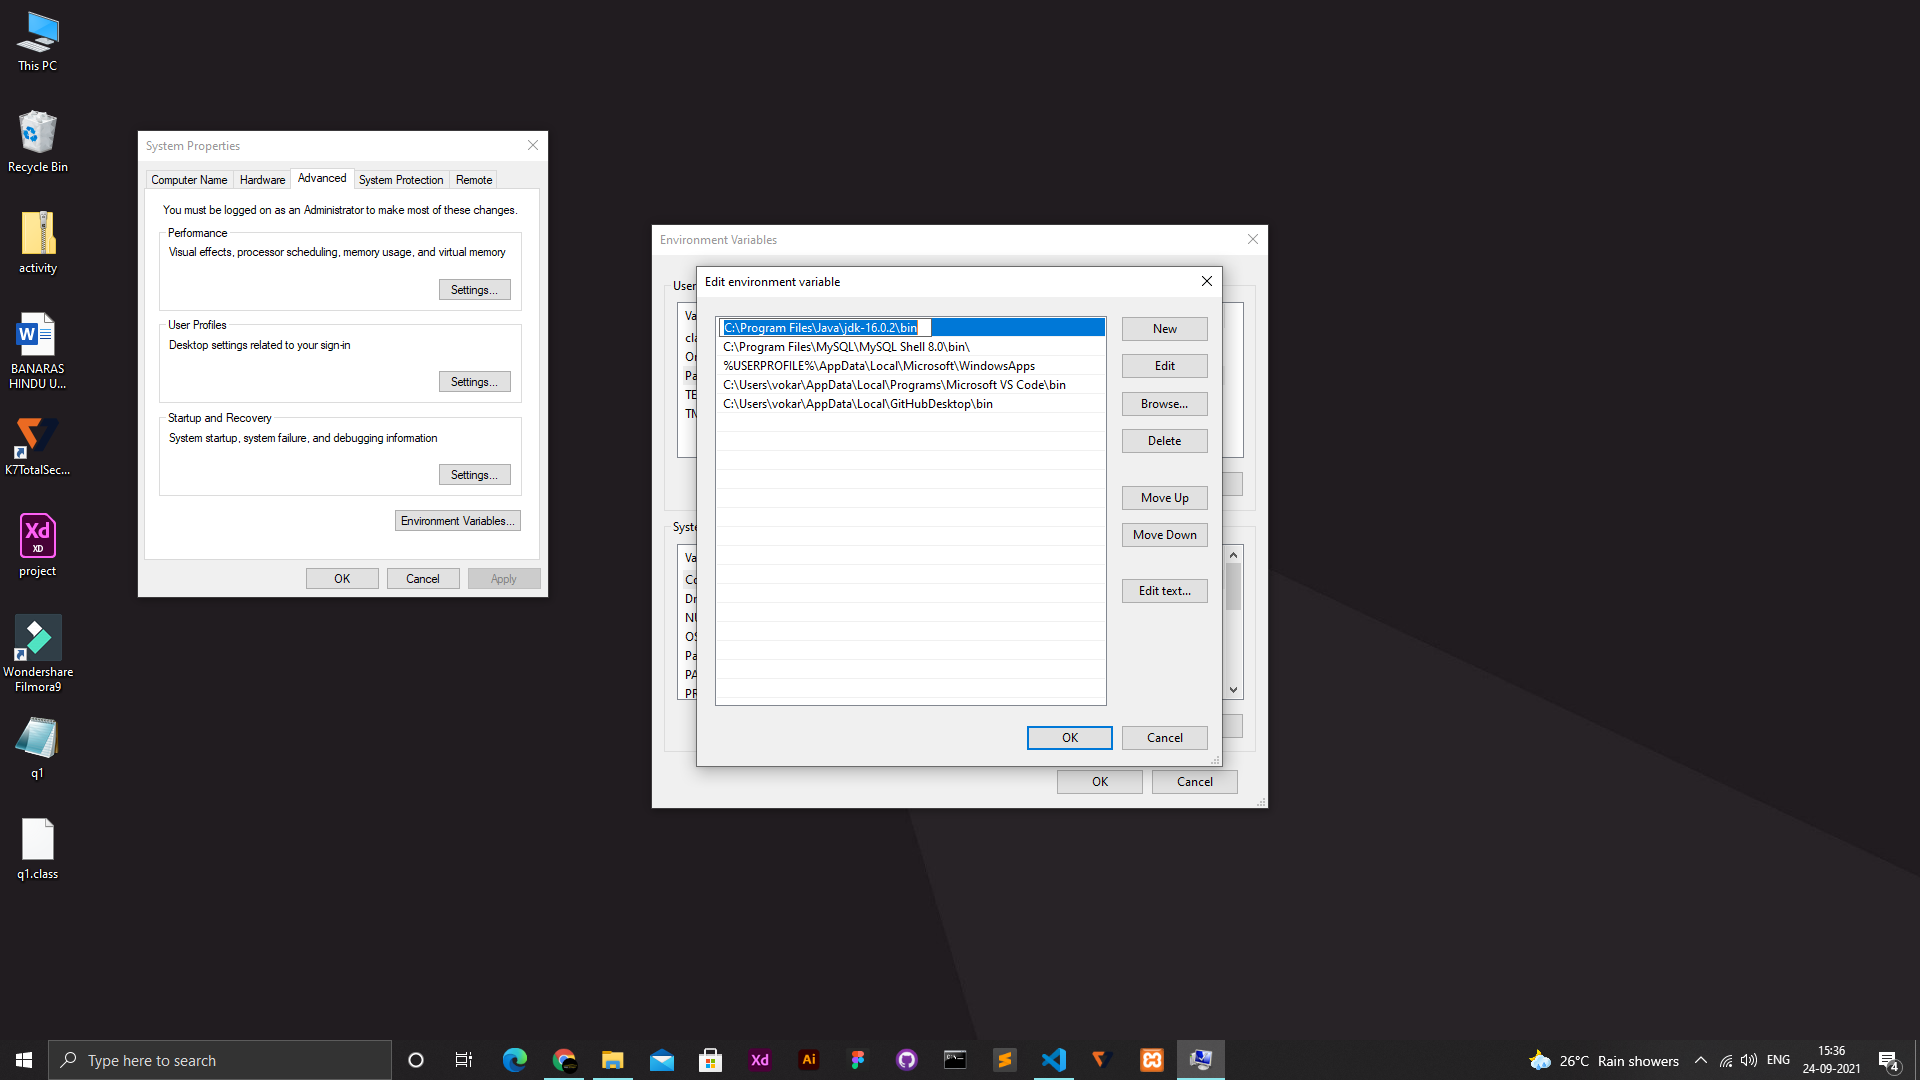 This PC
Recycle Bin
activity
BANARAS
HINDU U...
K7TotalSec...
Xd
XD
project
Wondershare
Filmora9
q1
q1.class
System Properties
Computer Name
Hardware
Advanced
System Protection
Remote
You must be logged on as an Administrator to make most of these changes.
Performance
Visual effects, processor scheduling, memory usage, and virtual memory
Settings...
User Profiles
Desktop settings related to your sign-in
Settings...
Startup and Recovery
System startup, system failure, and debugging information
Settings...
Environment Variables...
OK
Cancel
Apply
Environment Variables
User
Va
cla
On
Pa
TE
TM
Syste
Va
Co
Dr
NU
OS
Pa
PA
PR
OK
Cancel
Edit environment variable
C:\Program Files\Java\jdk-16.0.2\bin
C:\Program Files\MySQL\MySQL Shell 8.0\bin\
%USERPROFILE%\AppData\Local\Microsoft\WindowsApps
C:\Users\vokar\AppData\Local\Programs\Microsoft VS Code\bin
C:\Users\vokar\AppData\Local\GitHubDesktop\bin
New
Edit
Browse...
Delete
Move Up
Move Down
Edit text...
OK
Cancel
Type here to search
Xd
Ai
26°C Rain showers
ENG
15:36
24-09-2021
4